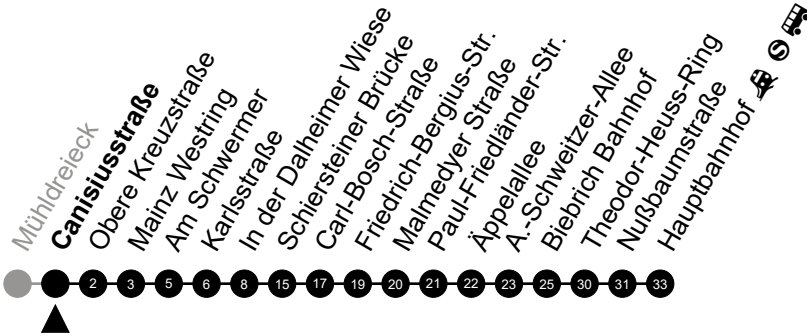 Mühldreieck
Canisiusstraße
Obere Kreuzstraße
Mainz Westring
Am Schwermer
Karlsstraße
In der Dalheimer Wiese
Schiersteiner Brücke
Carl-Bosch-Straße
Friedrich-Bergius-Str.
Malmedyer Straße
Paul-Friedländer-Str.
Äppelallee
A.-Schweitzer-Allee
Biebrich Bahnhof
Theodor-Heuss-Ring
Nußbaumstraße
Hauptbahnhof S
2 3 5 6 8 15 17 19 20 21 22 23 25 30 31 33